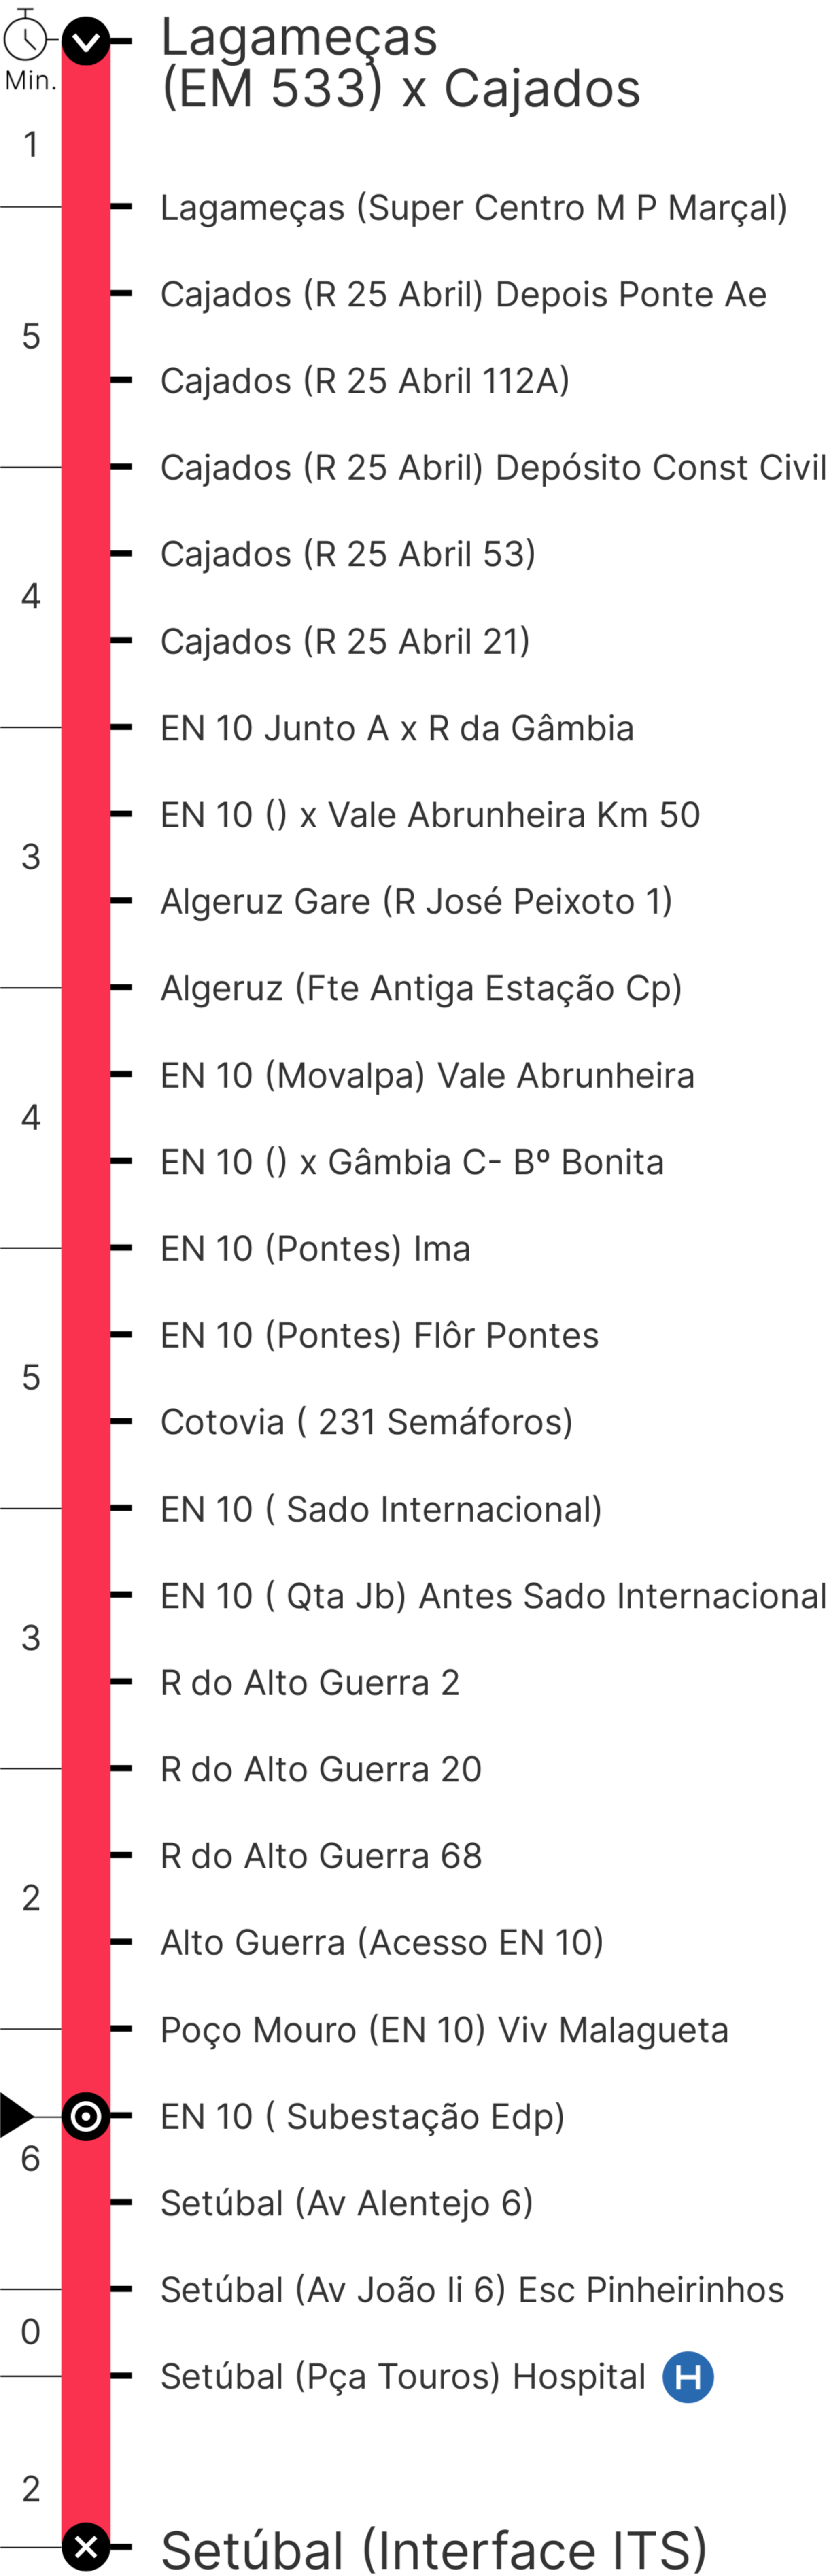 Lagameças
(EM 533) x Cajados
Min.
1
Lagameças (Super Centro M P Marçal)
Cajados (R 25 Abril) Depois Ponte Ae
5
Cajados (R 25 Abril 112A)
Cajados (R 25 Abril) Depósito Const Civil
Cajados (R 25 Abril 53)
4
Cajados (R 25 Abril 21)
EN 10 Junto A x R da Gâmbia
EN 10 () x Vale Abrunheira Km 50
3
Algeruz Gare (R José Peixoto 1)
Algeruz (Fte Antiga Estação Cp)
EN 10 (Movalpa) Vale Abrunheira
4
EN 10 () x Gâmbia C- Bº Bonita
EN 10 (Pontes) Ima
EN 10 (Pontes) Flôr Pontes
5
Cotovia ( 231 Semáforos)
EN 10 ( Sado Internacional)
EN 10 ( Qta Jb) Antes Sado Internacional
3
R do Alto Guerra 2
R do Alto Guerra 20
R do Alto Guerra 68
2
Alto Guerra (Acesso EN 10)
Poço Mouro (EN 10) Viv Malagueta
EN 10 ( Subestação Edp)
6
Setúbal (Av Alentejo 6)
Setúbal (Av João Ii 6) Esc Pinheirinhos
0
Setúbal (Pça Touros) Hospital H
2
Setúbal (Interface ITS)